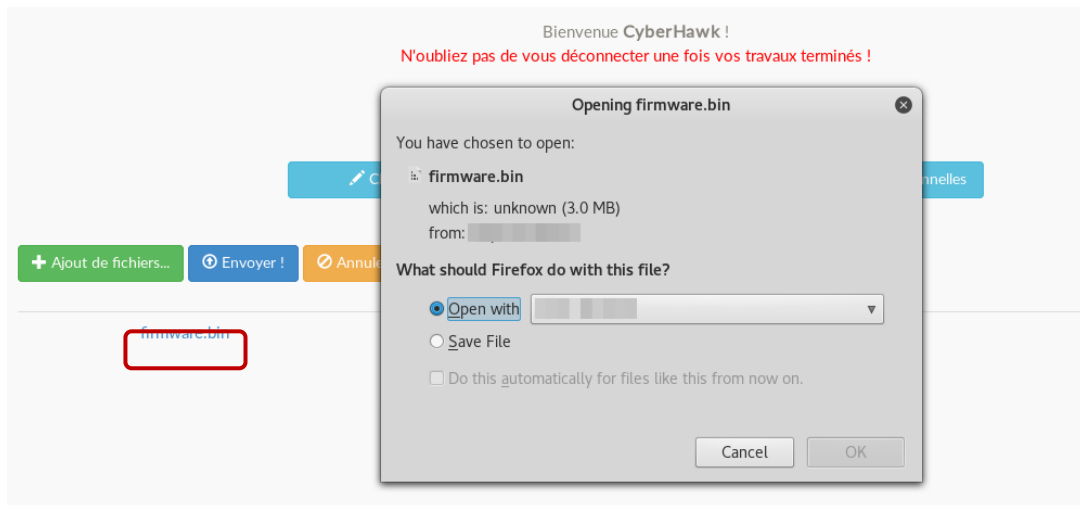 Bienvenue CyberHawk !
N'oubliez pas de vous déconnecter une fois vos travaux terminés !
Opening firmware.bin
You have chosen to open:
firmware.bin
which is: unknown (3.0 MB)
from:
What should Firefox do with this file?
Open with
Save File
Do this automatically for files like this from now on.
Cancel OK
Ajout de fichiers... Envoyer !
firmware.bin